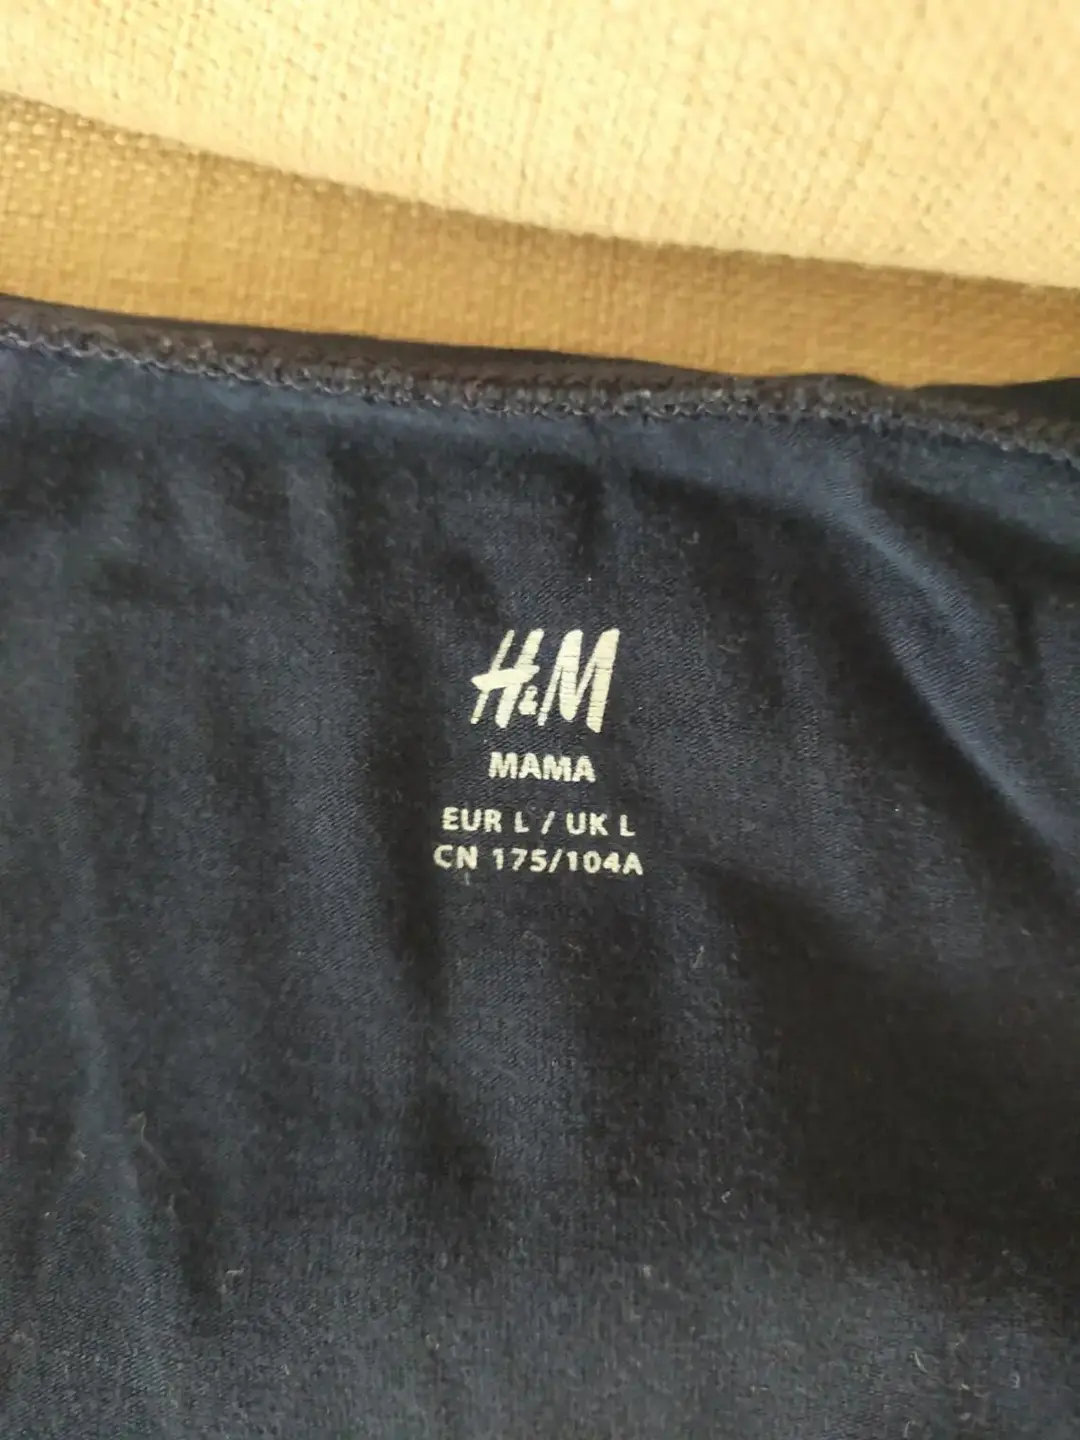 H&M
MAMA
EUR L / UK L
CN 175/104A